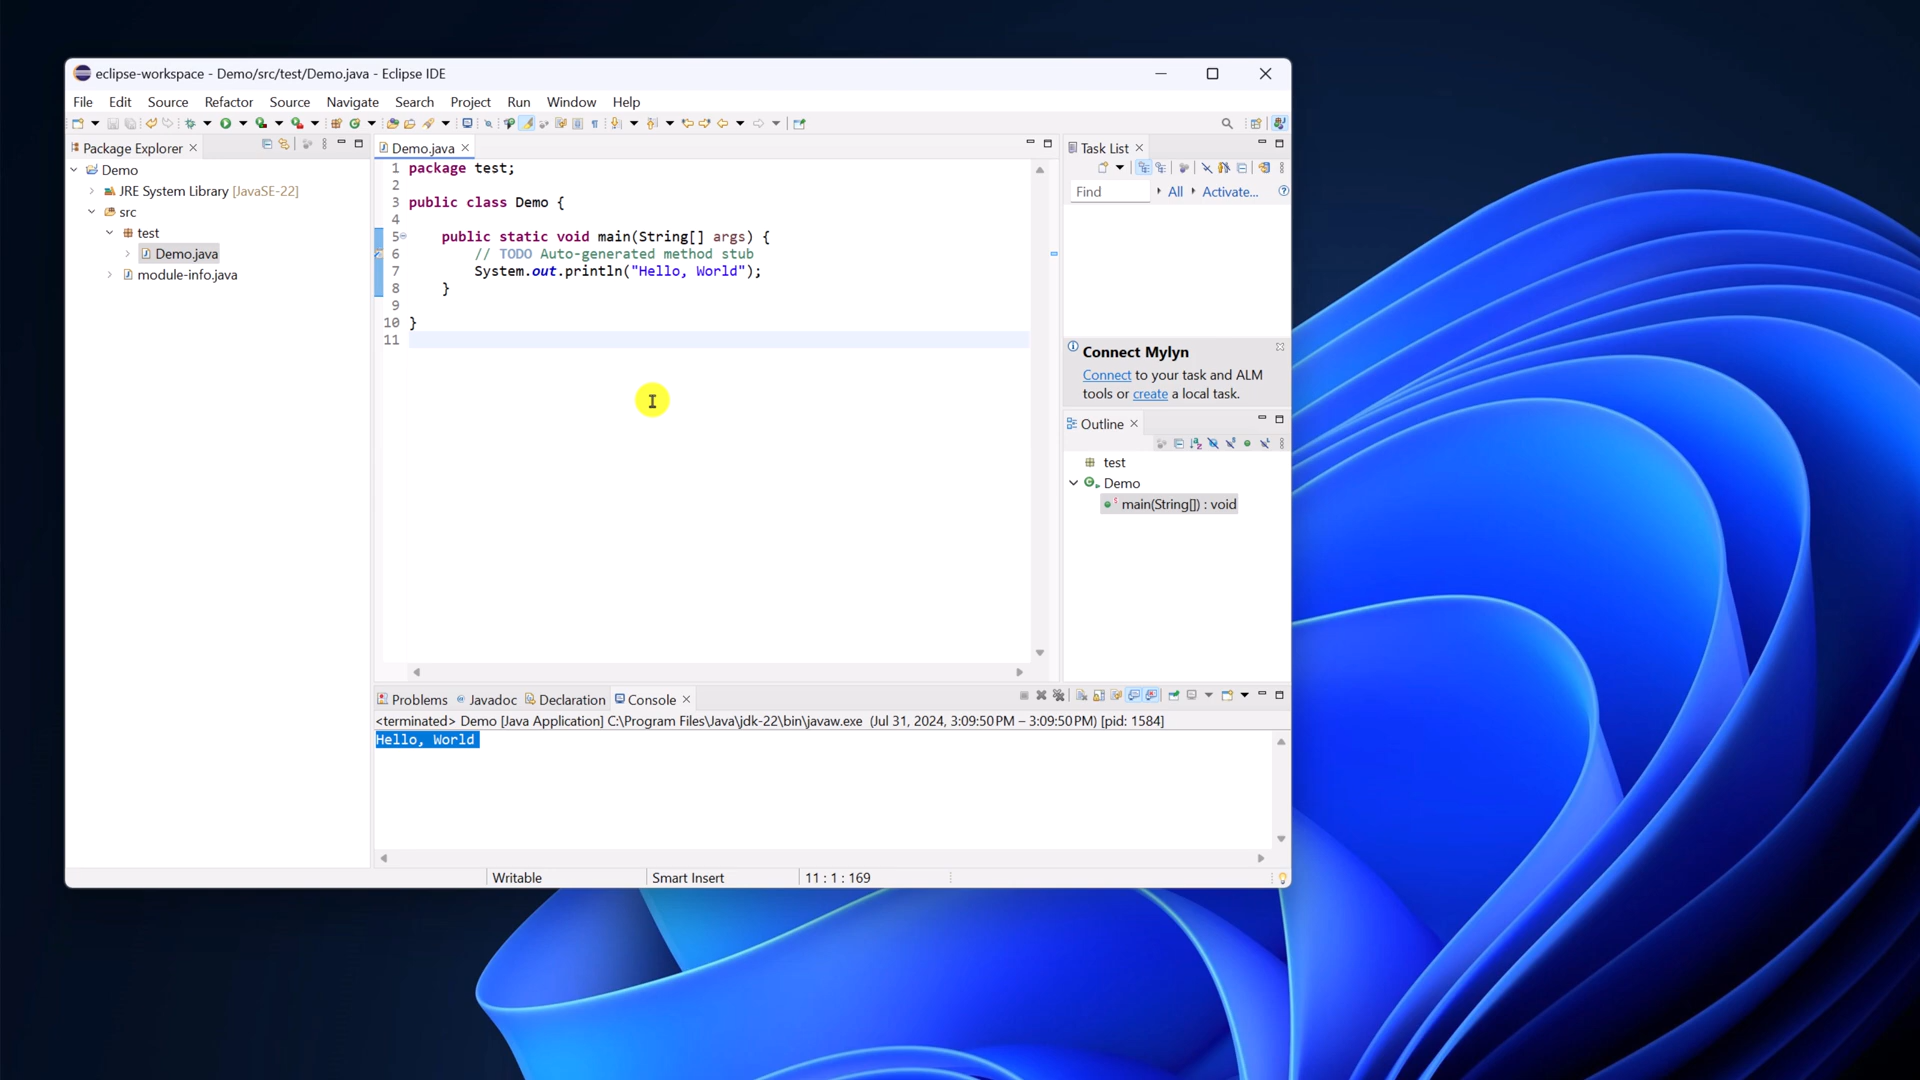 eclipse-workspace - Demo/src/test/Demo.java - Eclipse IDE
File Edit Source Refactor Source Navigate Search Project Run Window Help
Package Explorer
Demo
JRE System Library [JavaSE-22]
src
test
Demo.java
module-info.java
Demo.java
1 package test;
2
3 public class Demo {
4
5 public static void main(String[] args) {
6 // TODO Auto-generated method stub
7 System.out.println("Hello, World");
8 }
9
10 }
11
Task List
Find All Activate...
Connect Mylyn
Connect to your task and ALM
tools or create a local task.
Outline
test
Demo
main(String[]) : void
Problems Javadoc Declaration Console
<terminated> Demo [Java Application] C:\Program Files\Java\jdk-22\bin\javaw.exe (Jul 31, 2024, 3:09:50 PM – 3:09:50 PM) [pid: 1584]
Hello, World
Writable Smart Insert 11 : 1 : 169